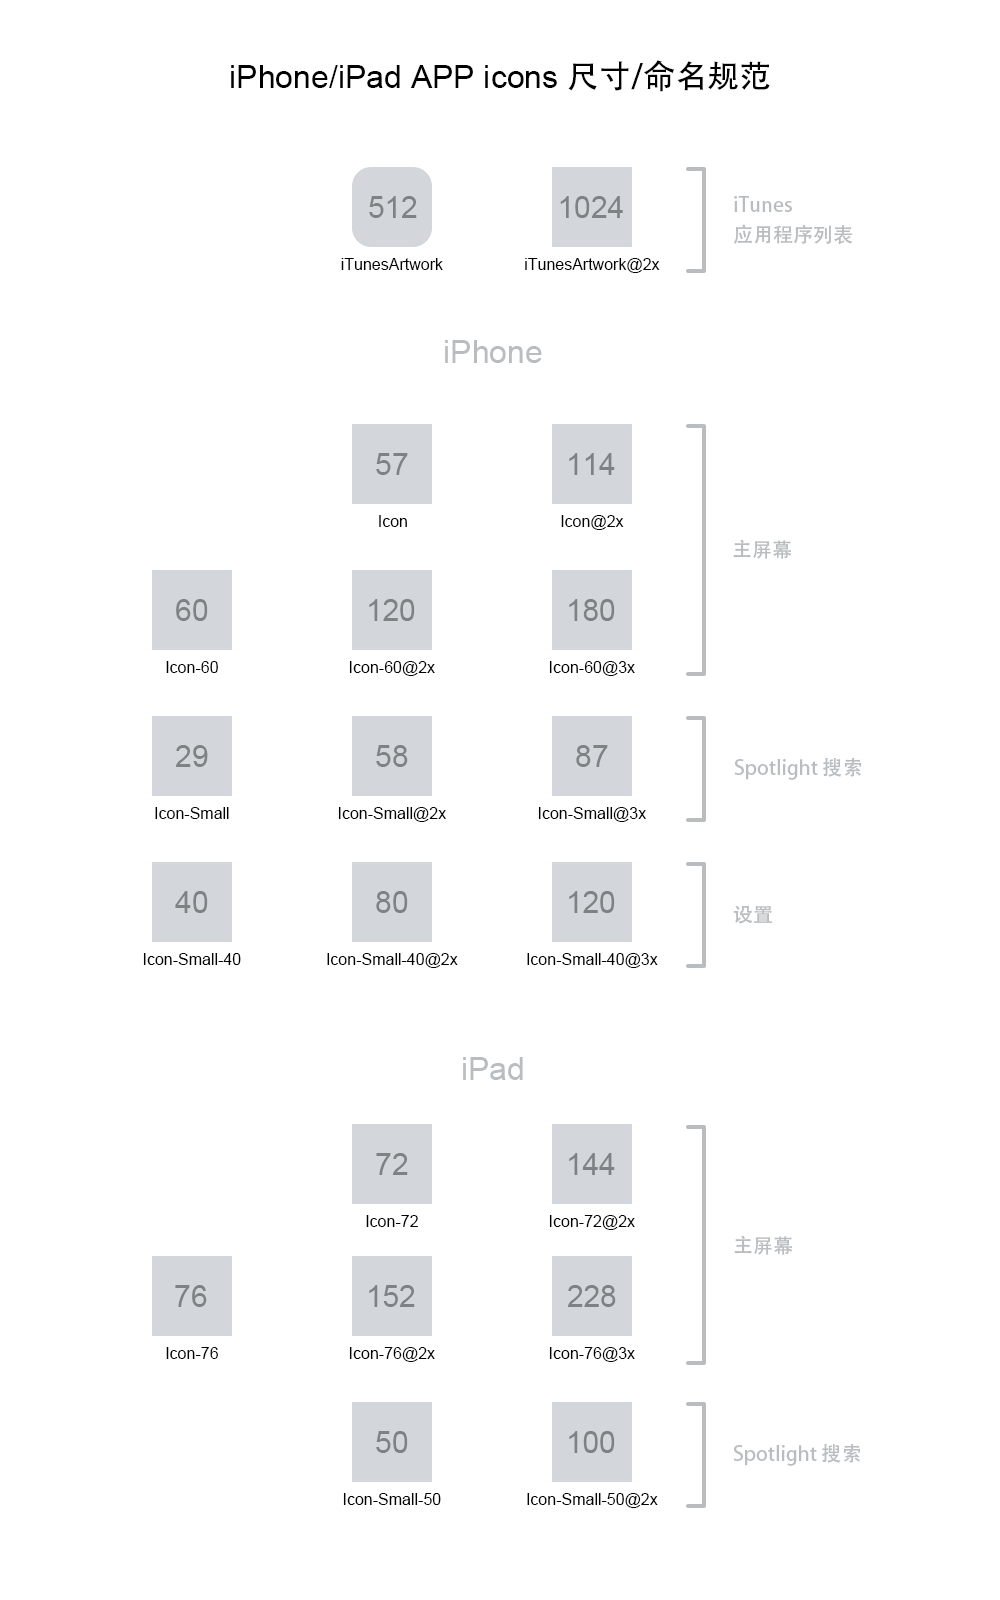 iPhone/iPad APP icons 尺寸/命名规范
512
1024
iTunes
应用程序列表
iTunesArtwork
iTunesArtwork@2x
iPhone
57
114
Icon
Icon@2x
主屏幕
60
120
180
Icon-60
Icon-60@2x
Icon-60@3x
29
58
87
Spotlight 搜索
Icon-Small
Icon-Small@2x
Icon-Small@3x
40
80
120
设置
Icon-Small-40
Icon-Small-40@2x
Icon-Small-40@3x
iPad
72
144
Icon-72
Icon-72@2x
主屏幕
76
152
228
Icon-76
Icon-76@2x
Icon-76@3x
50
100
Spotlight 搜索
Icon-Small-50
Icon-Small-50@2x